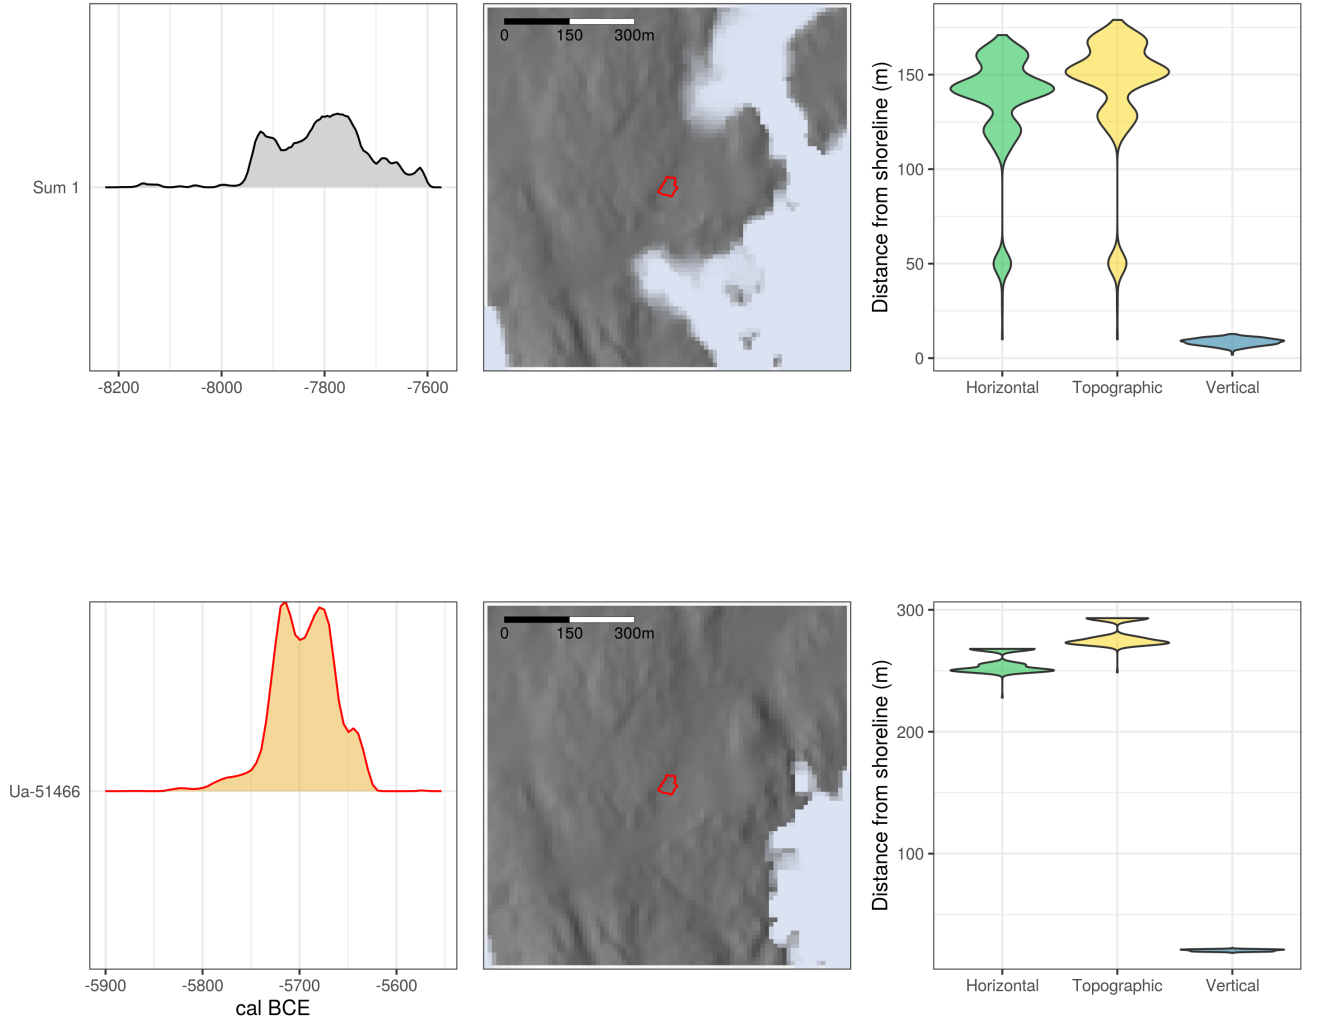 Sum 1
-8200 -8000 -7800 -7600
0 150 300m
Distance from shoreline (m)
150
100
50
0
Horizontal Topographic Vertical
Ua-51466
-5900 -5800 -5700 -5600
cal BCE
0 150 300m
Distance from shoreline (m)
300
200
100
Horizontal Topographic Vertical